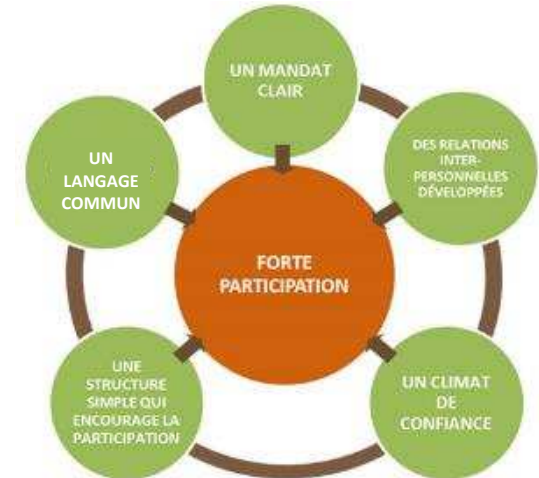 UN MANDAT
CLAIR
DES RELATIONS
INTER-
PERSONNELLES
DÉVELOPPÉES
UN
LANGAGE
COMMUN
FORTE
PARTICIPATION
UNE
STRUCTURE
SIMPLE QUI
ENCOURAGE LA
PARTICIPATION
UN CLIMAT
DE
CONFIANCE